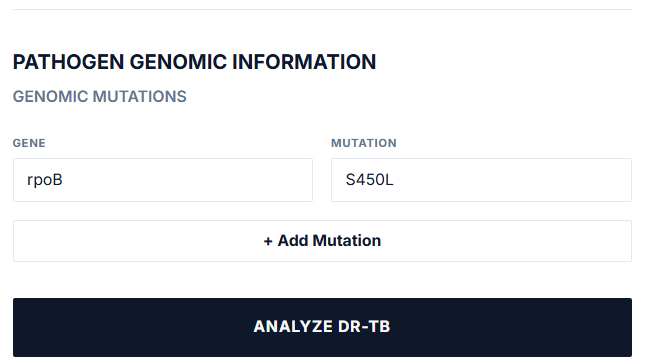 PATHOGEN GENOMIC INFORMATION
GENOMIC MUTATIONS
GENE
MUTATION
rpoB
S450L
+ Add Mutation
ANALYZE DR-TB